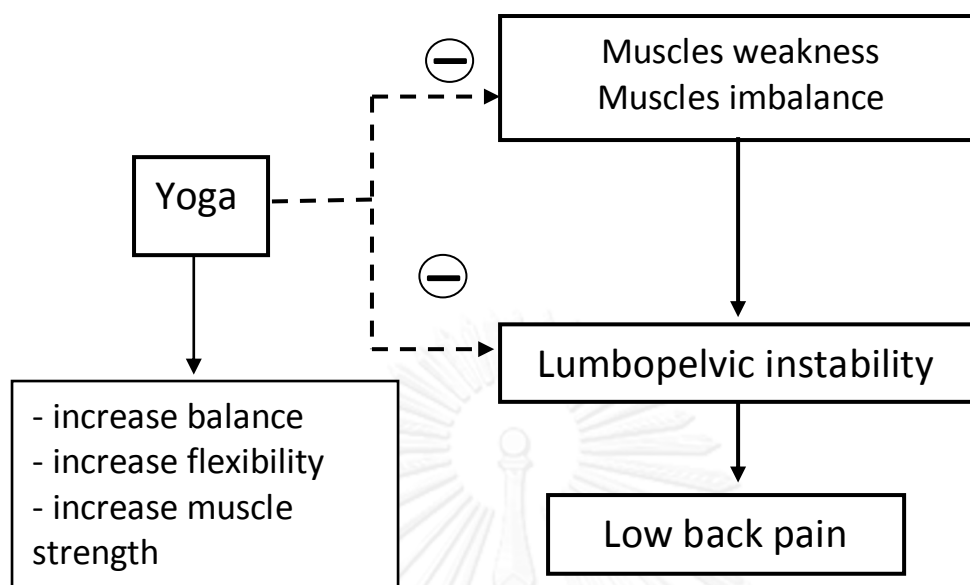 Muscles weakness
Muscles imbalance
Yoga
Lumbopelvic instability
- increase balance
- increase flexibility
- increase muscle
strength
Low back pain